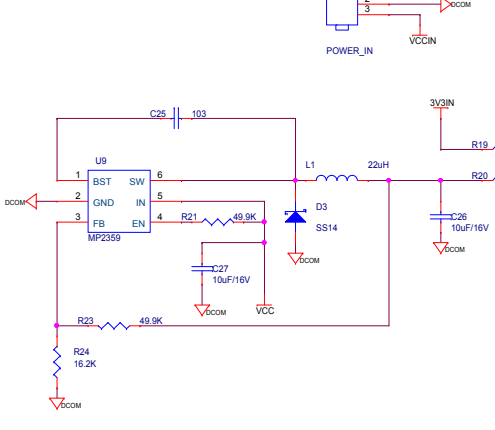 2
3
DCOM
VCCIN
POWER_IN
3V3IN
C25
103
R19
U9
L1
22uH
1
BST
SW
6
R20
2
GND
IN
5
DCOM
3
FB
EN
4
R21
49.9K
D3
SS14
C26
10uF/16V
MP2359
DCOM
DCOM
C27
10uF/16V
DCOM
VCC
R23
49.9K
R24
16.2K
DCOM